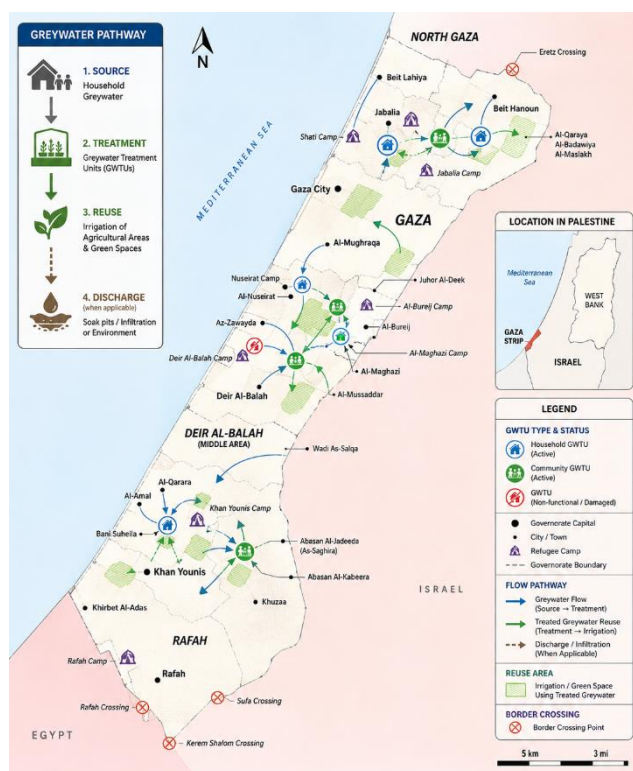 GREYWATER PATHWAY
1. SOURCE
Household
Greywater
2. TREATMENT
Greywater Treatment
Units (GWTUs)
3. REUSE
Irrigation of
Agricultural Areas
& Green Spaces
4. DISCHARGE
(when applicable)
Soak pits / Infiltration
or Environment
N
MEDITERRANEAN SEA
NORTH GAZA
Eretz Crossing
Beit Lahiya
Beit Hanoun
Jabalia
Shati Camp
Al-Qaraya
Al-Badawiya
Al-Maslakh
Jabalia Camp
Gaza City
GAZA
Al-Mughraqa
Nuseirat Camp
Al-Nuseirat
Juhor Al-Deek
Al-Bureij Camp
Az-Zawayda
Al-Bureij
Deir Al-Balah Camp
Al-Maghazi Camp
Al-Maghazi
Deir Al-Balah
Al-Mussaddar
DEIR AL-BALAH
(MIDDLE AREA)
Wadi As-Salqa
Al-Qarara
Al-Amal
Khan Younis Camp
Bani Suheila
Abasan Al-Jadeeda
(As-Saghira)
Khan Younis
Abasan Al-Kabeera
Khirbet Al-Adas
Khuzaa
ISRAEL
RAFAH
Rafah Camp
Rafah
Sufa Crossing
Rafah Crossing
Kerem Shalom Crossing
EGYPT
LOCATION IN PALESTINE
Mediterranean
Sea
WEST
BANK
GAZA
STRIP
ISRAEL
LEGEND
GWTU TYPE & STATUS
Household GWTU
(Active)
Community GWTU
(Active)
GWTU
(Non-functional / Damaged)
Governorate Capital
City / Town
Refugee Camp
Governorate Boundary
FLOW PATHWAY
Greywater Flow
(Source → Treatment)
Treated Greywater Reuse
(Treatment → Irrigation)
Discharge / Infiltration
(When Applicable)
REUSE AREA
Irrigation / Green Space
Using Treated Greywater
BORDER CROSSING
Border Crossing Point
5 km
3 mi